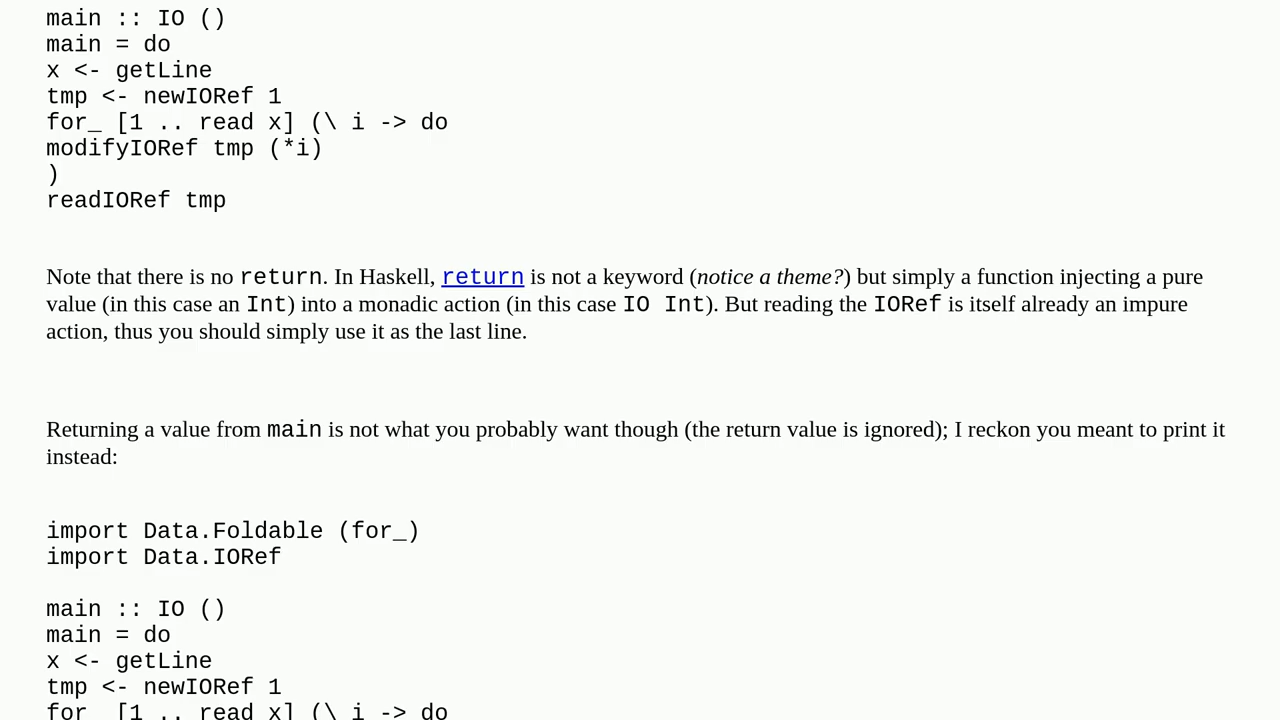 main :: IO ()
main = do
x <- getLine
tmp <- newIORef 1
for_ [1 .. read x] (\ i -> do
modifyIORef tmp (*i)
)
readIORef tmp
Note that there is no return. In Haskell, return is not a keyword (notice a theme?) but simply a function injecting a pure
value (in this case an Int) into a monadic action (in this case IO Int). But reading the IORef is itself already an impure
action, thus you should simply use it as the last line.
Returning a value from main is not what you probably want though (the return value is ignored); I reckon you meant to print it
instead:
import Data.Foldable (for_)
import Data.IORef
main :: IO ()
main = do
x <- getLine
tmp <- newIORef 1
for_ [1 .. read x] (\ i -> do